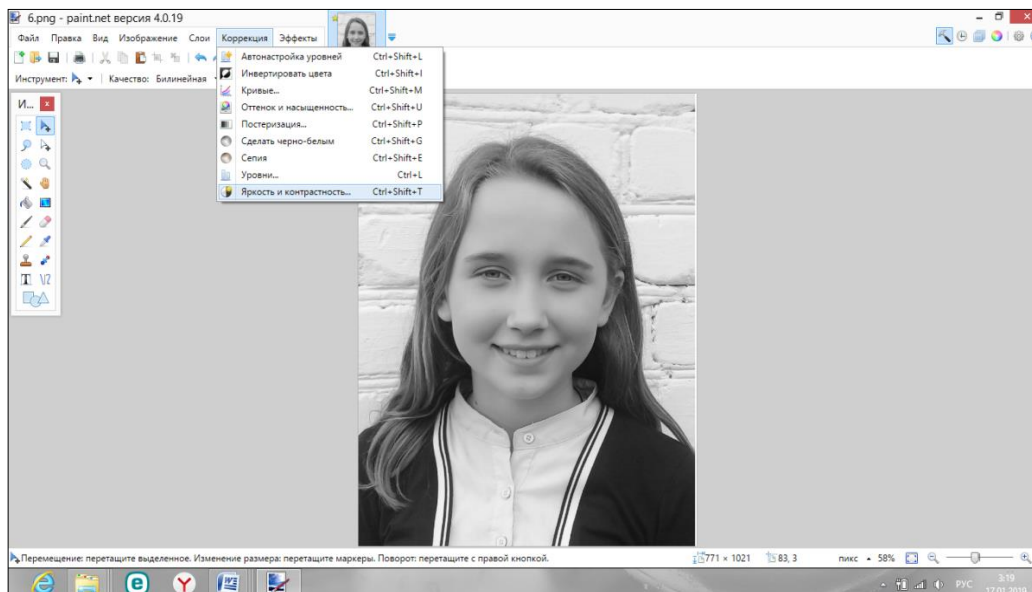 6.png - paint.net версия 4.0.19
Файл Правка Вид Изображение Слои Коррекция Эффекты
Инструмент: Качество: Билинейная
Автонастройка уровней Ctrl+Shift+L
Инвертировать цвета Ctrl+Shift+I
Кривые... Ctrl+Shift+M
Оттенок и насыщенность... Ctrl+Shift+U
Постеризация... Ctrl+Shift+P
Сделать черно-белым Ctrl+Shift+G
Сепия Ctrl+Shift+E
Уровни... Ctrl+L
Яркость и контрастность... Ctrl+Shift+T
И...
Перемещение: перетащите выделенное. Изменение размера: перетащите маркеры. Поворот: перетащите с правой кнопкой. 771 × 1021 83, 3 пикс 58%
РУС 3:19
17.01.2019